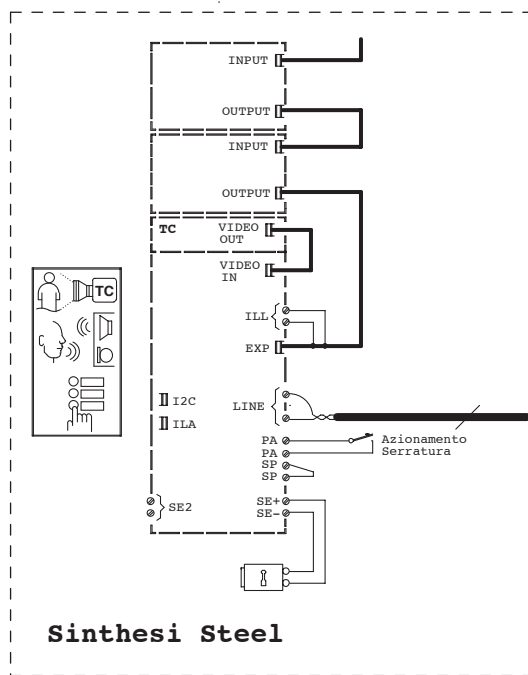 INPUT
OUTPUT
INPUT
OUTPUT
TC
VIDEO
OUT
VIDEO
IN
TC
ILL
EXP
I2C
LINE
ILA
PA
Azionamento
Serratura
PA
SP
SP
SE2
SE+
SE-
Sinthesi Steel